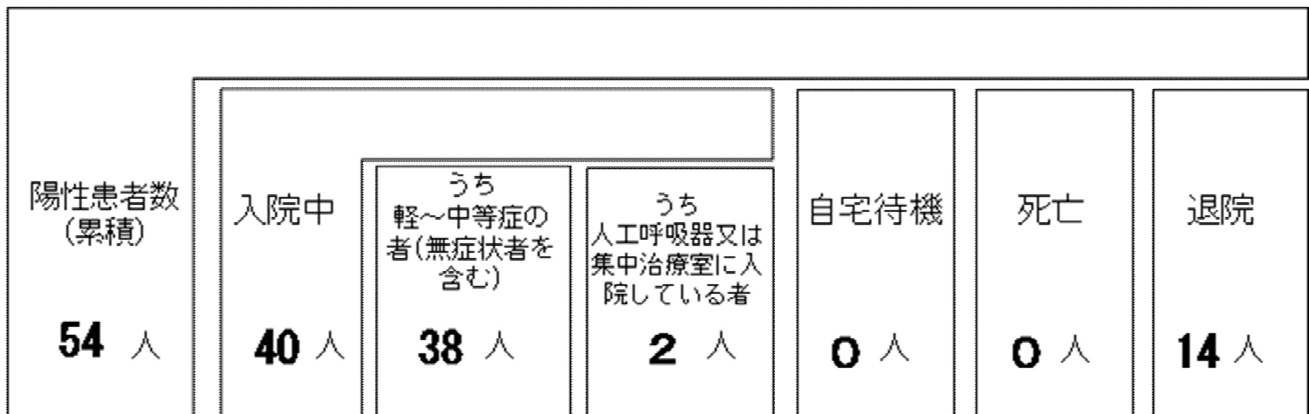 陽性患者数
(累積)
54 人
入院中
40 人
うち
軽～中等症の
者(無症状者を
含む)
38 人
うち
人工呼吸器又は
集中治療室に入
院している者
2 人
自宅待機
0 人
死亡
0 人
退院
14 人